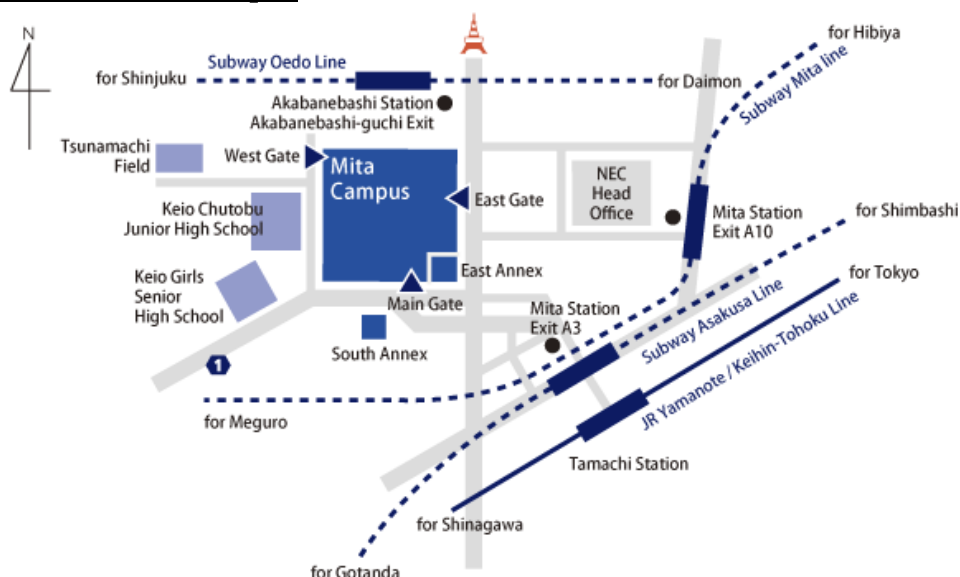 N
for Hibiya
Subway Oedo Line
for Shinjuku
for Daimon
Subway Mita line
Akabanebashi Station
Akabanebashi-guchi Exit
Tsunamachi
Field
West Gate
Mita
Campus
NEC
Head
Office
East Gate
Keio Chutobu
Junior High School
Mita Station
Exit A10
for Shimbashi
East Annex
for Tokyo
Keio Girls
Senior
High School
Main Gate
Mita Station
Exit A3
Subway Asakusa Line
South Annex
JR Yamanote / Keihin-Tohoku Line
1
for Meguro
Tamachi Station
for Shinagawa
for Gotanda